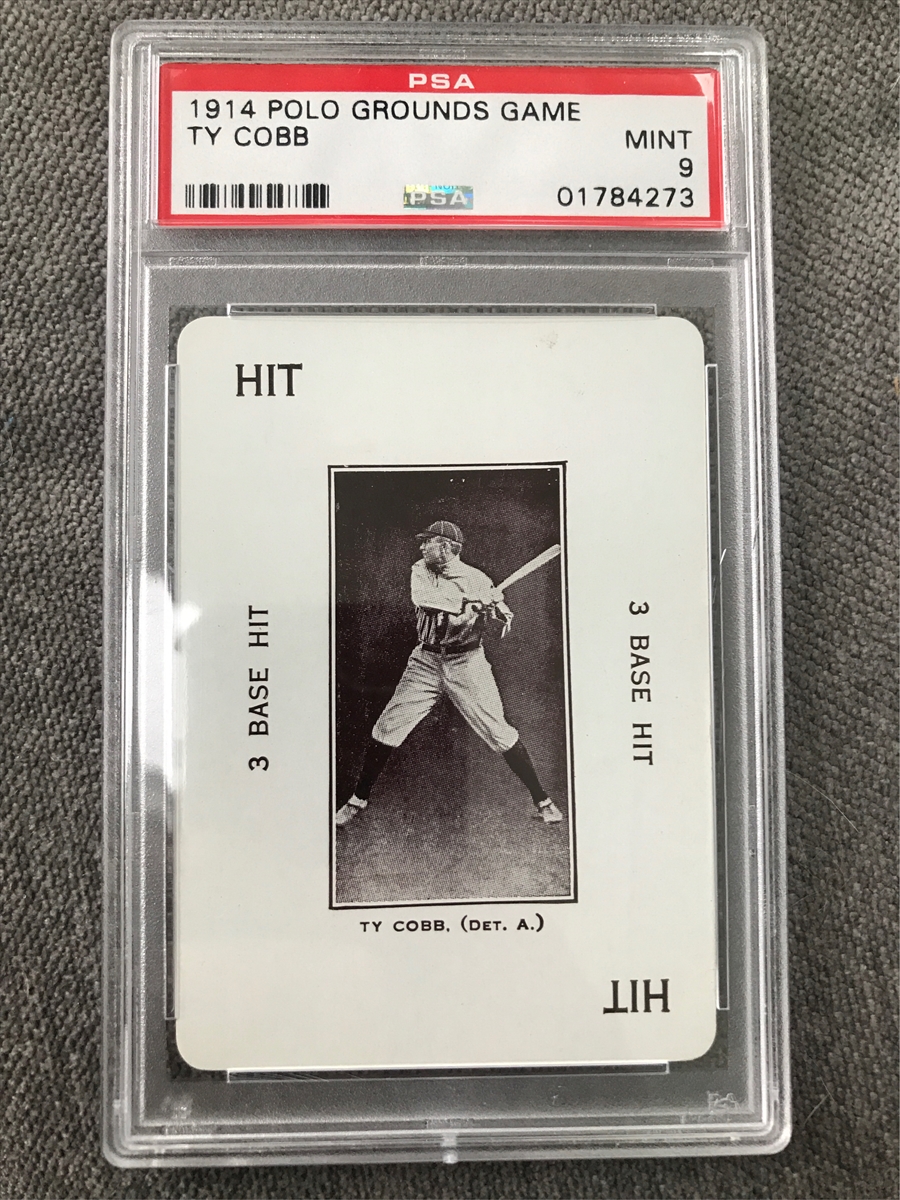 PSA
1914 POLO GROUNDS GAME
TY COBB
MINT
9
PSA
01784273
HIT
3 BASE HIT
3 BASE HIT
TY COBB, (DET. A.)
HIT